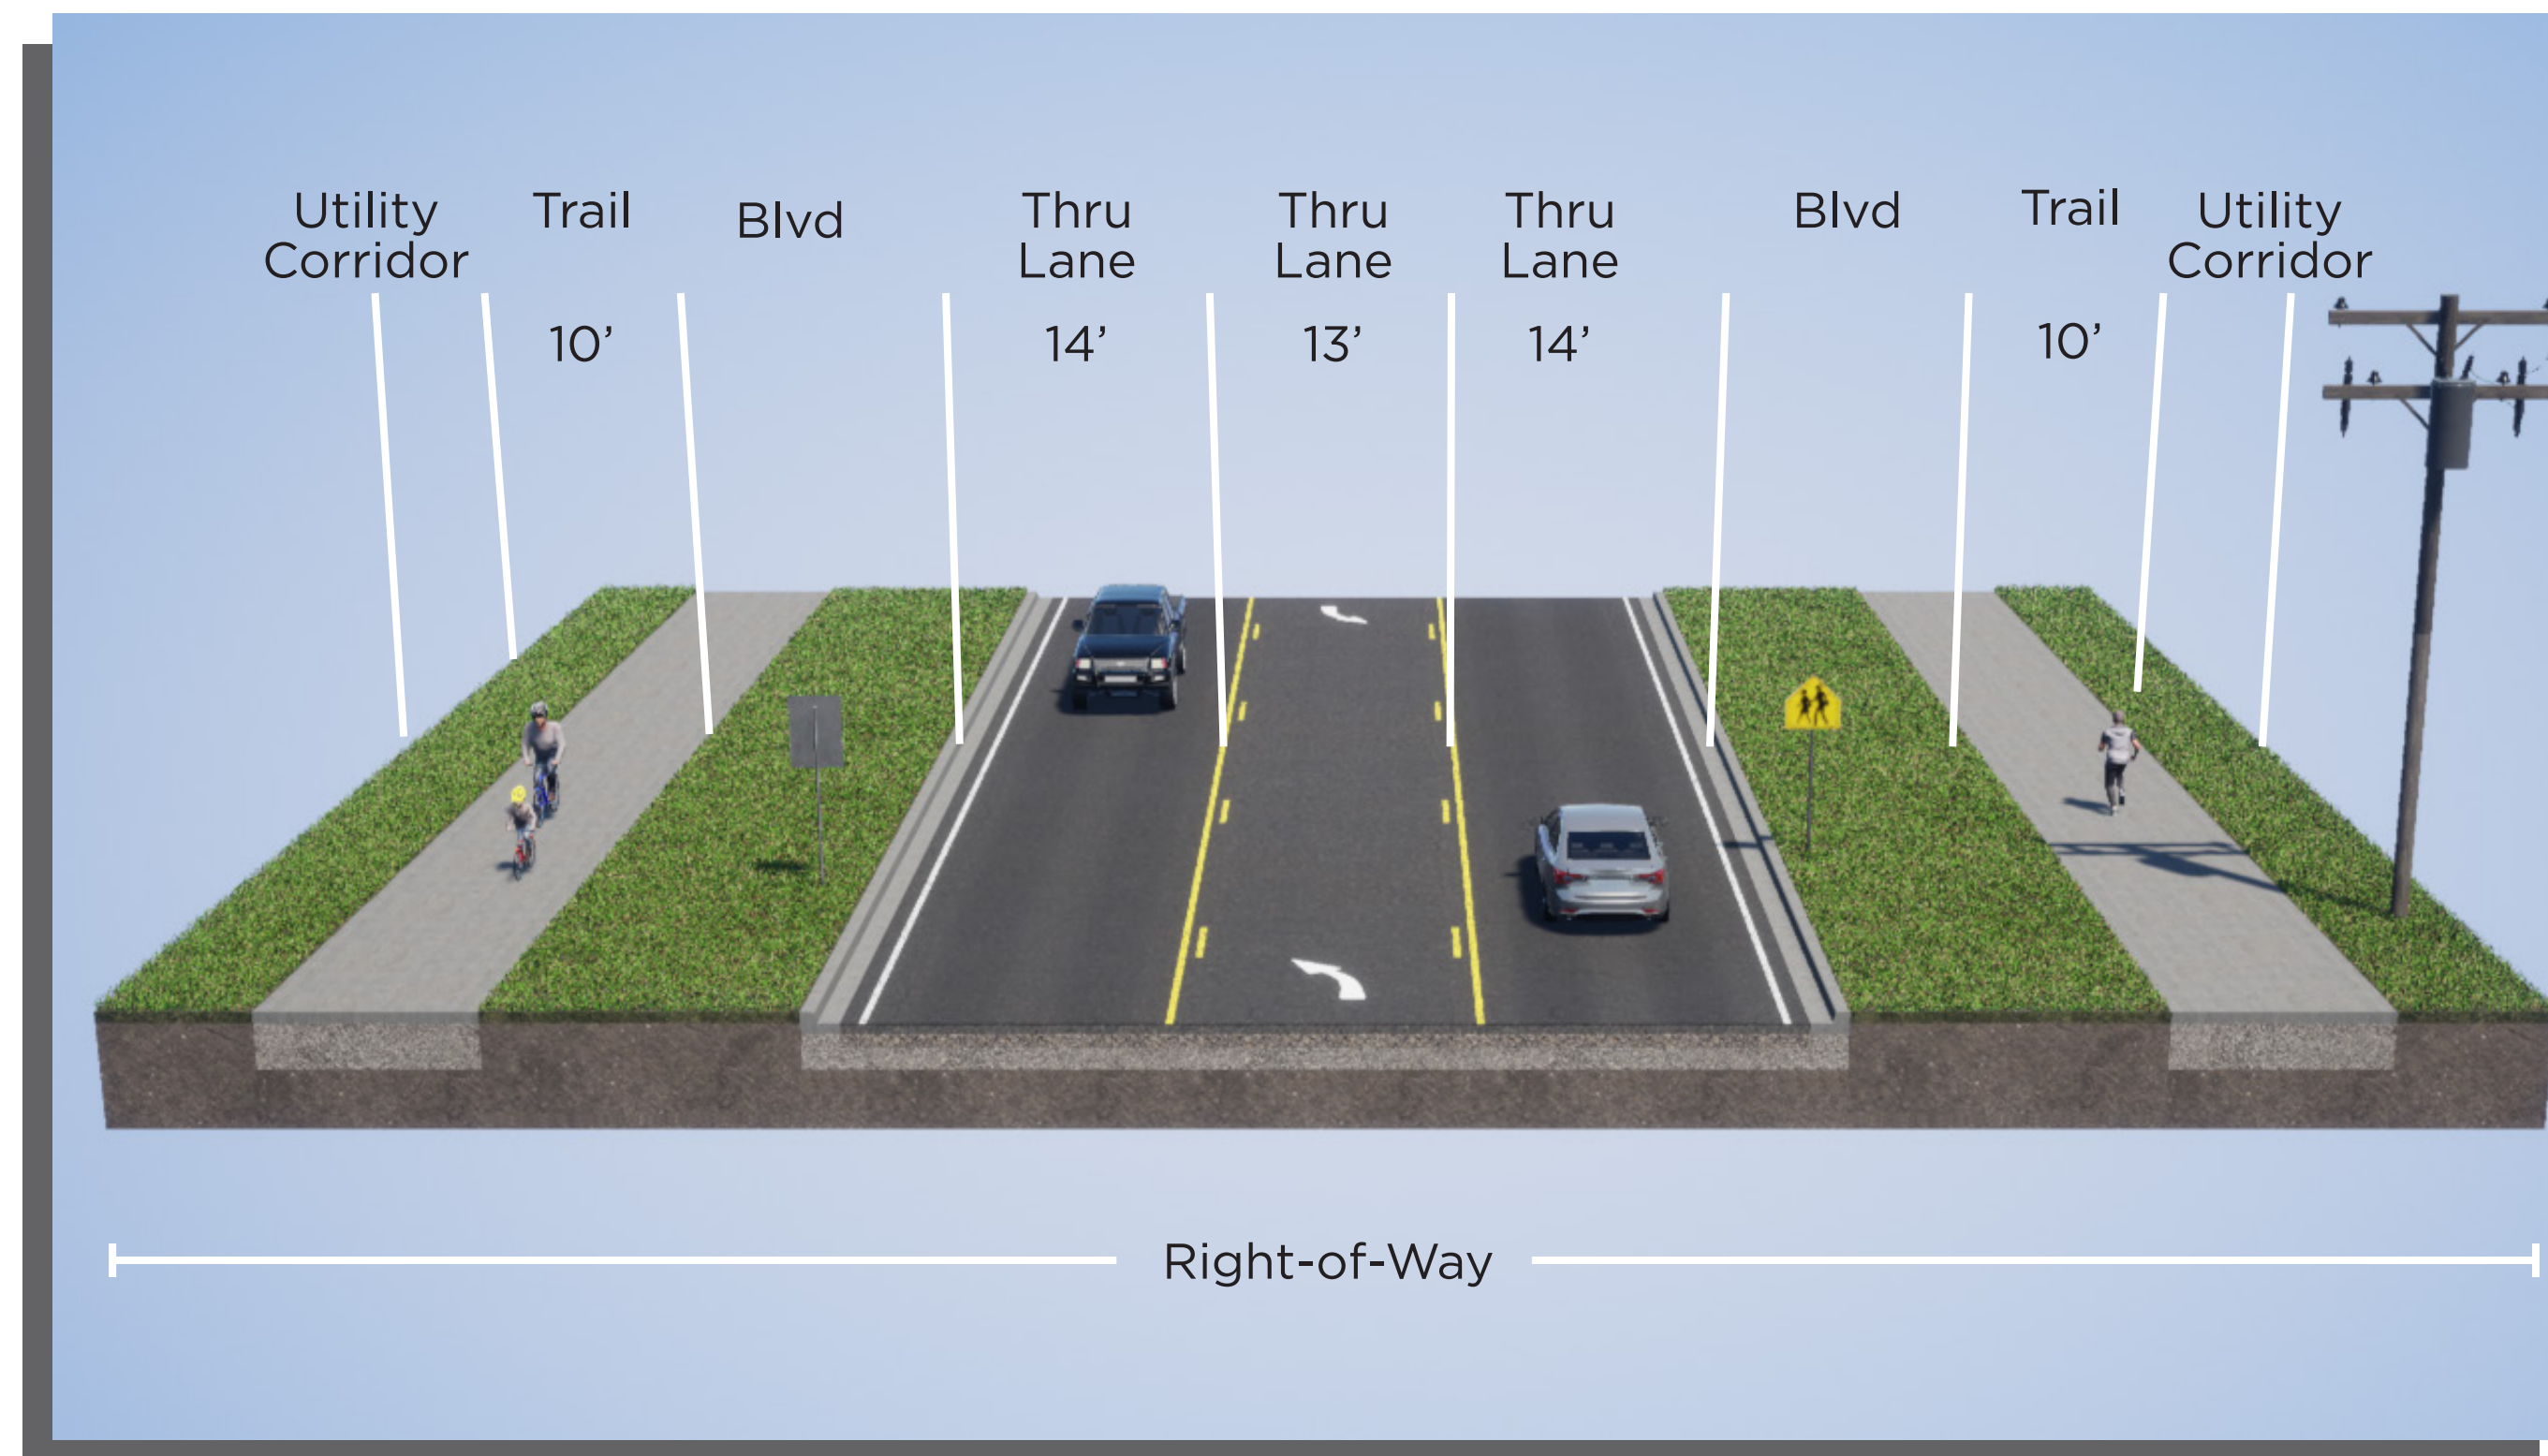 Utility
Corridor
Trail
10’
Blvd
Thru
Lane
14’
Thru
Lane
13’
Thru
Lane
14’
Blvd
Trail
10’
Utility
Corridor
Right-of-Way